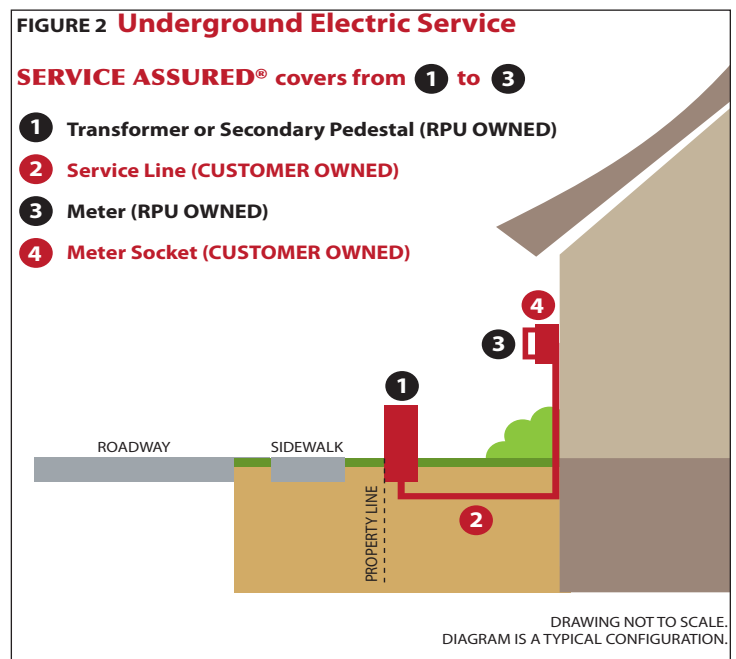 FIGURE 2 Underground Electric Service
SERVICE ASSURED® covers from 1 to 3
1 Transformer or Secondary Pedestal (RPU OWNED)
2 Service Line (CUSTOMER OWNED)
3 Meter (RPU OWNED)
4 Meter Socket (CUSTOMER OWNED)
4
3
1
ROADWAY
SIDEWALK
PROPERTY LINE
2
DRAWING NOT TO SCALE.
DIAGRAM IS A TYPICAL CONFIGURATION.